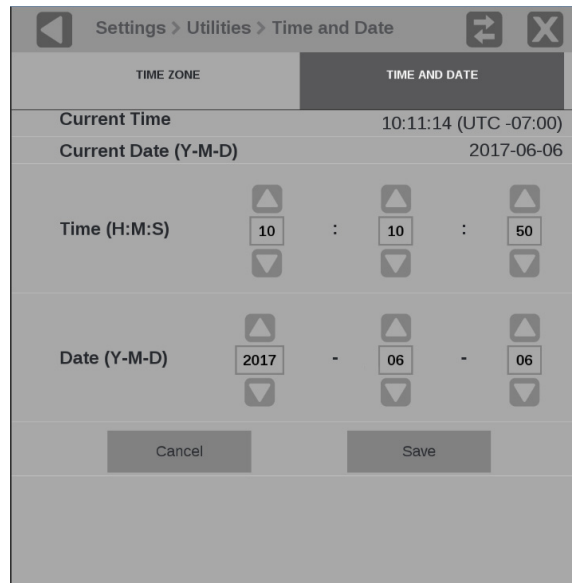 Settings > Utilities > Time and Date
TIME ZONE TIME AND DATE
Current Time 10:11:14 (UTC -07:00)
Current Date (Y-M-D) 2017-06-06
Time (H:M:S) 10 : 10 : 50
Date (Y-M-D) 2017 - 06 - 06
Cancel Save